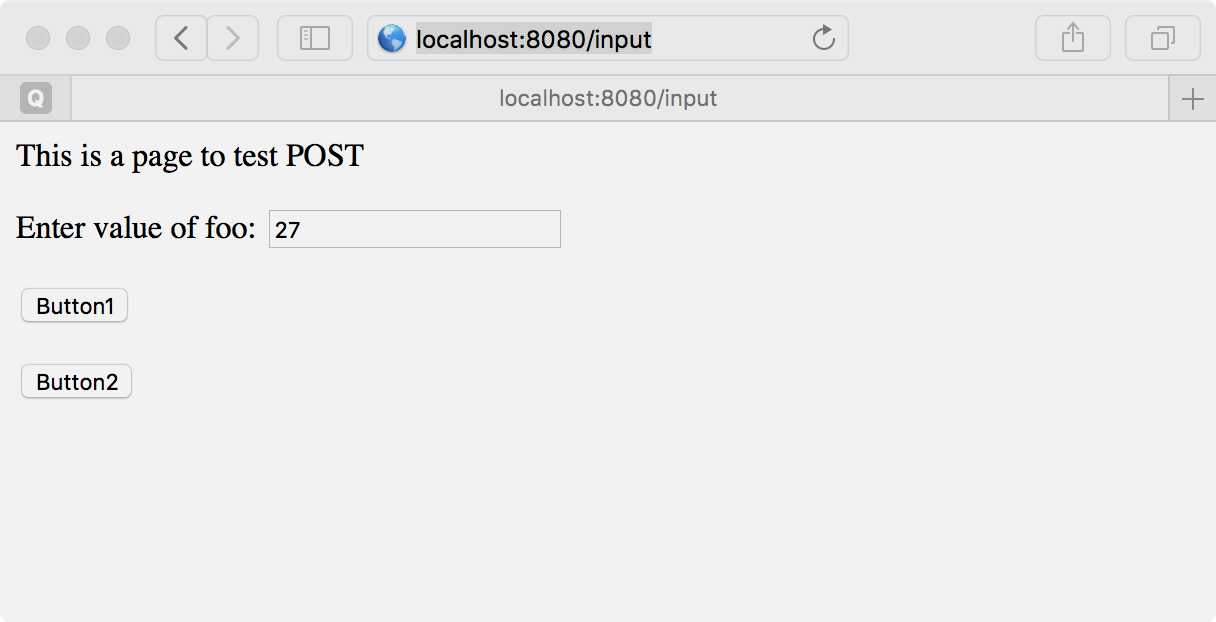 localhost:8080/input
Q
localhost:8080/input
This is a page to test POST
Enter value of foo: 27
Button1
Button2